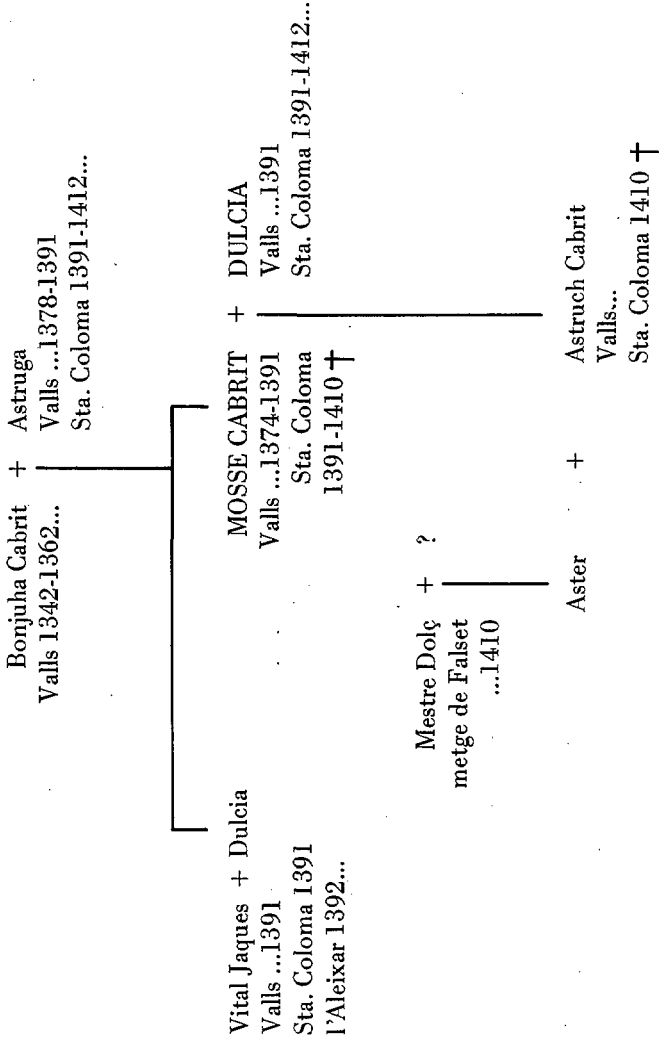 Bonjuha Cabrit + Astruga
Valls 1342-1362... Valls ...1378-1391
Sta. Coloma 1391-1412...
Vital Jaques + Dulcia
Valls ...1391
Sta. Coloma 1391
l'Aleixar 1392...
MOSSE CABRIT + DULCIA
Valls ...1374-1391 Valls ...1391
Sta. Coloma Sta. Coloma 1391-1412...
1391-1410 †
Mestre Dolç + ?
metge de Falset
...1410
Aster + Astruch Cabrit
Valls...
Sta. Coloma 1410 †